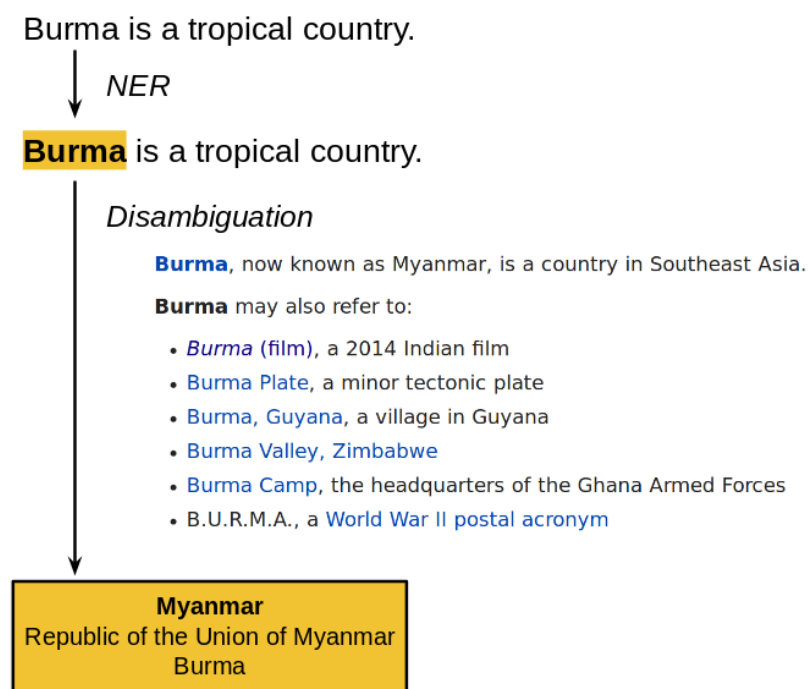 Burma is a tropical country.
NER
Burma is a tropical country.
Disambiguation
Burma, now known as Myanmar, is a country in Southeast Asia.
Burma may also refer to:
• Burma (film), a 2014 Indian film
• Burma Plate, a minor tectonic plate
• Burma, Guyana, a village in Guyana
• Burma Valley, Zimbabwe
• Burma Camp, the headquarters of the Ghana Armed Forces
• B.U.R.M.A., a World War II postal acronym
Myanmar
Republic of the Union of Myanmar
Burma